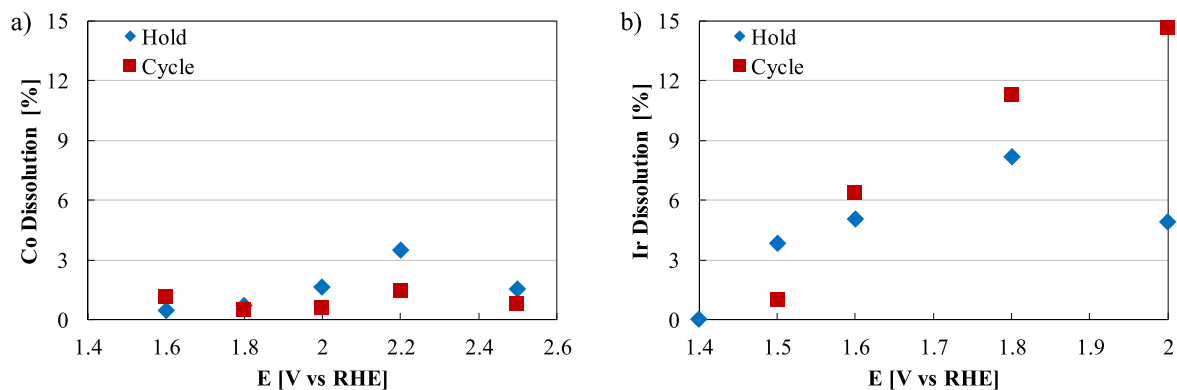 a)
Co Dissolution [%]
15
12
9
6
3
0
Hold
Cycle
1.4 1.6 1.8 2 2.2 2.4 2.6
E [V vs RHE]
b)
Ir Dissolution [%]
15
12
9
6
3
0
Hold
Cycle
1.4 1.5 1.6 1.7 1.8 1.9 2
E [V vs RHE]